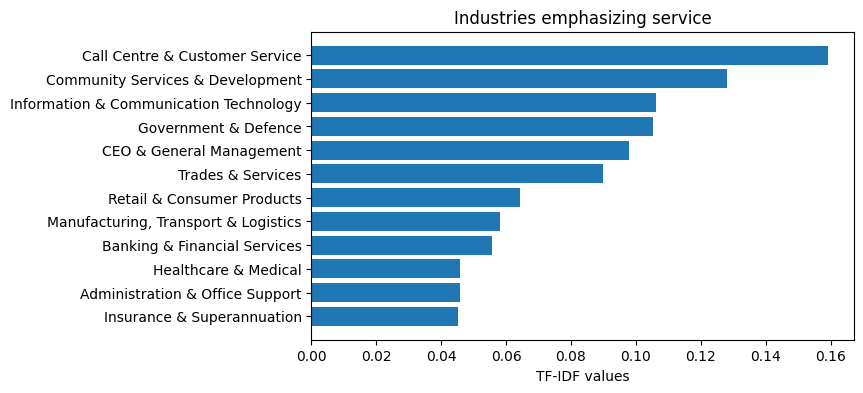 Industries emphasizing service
Call Centre & Customer Service
Community Services & Development
Information & Communication Technology
Government & Defence
CEO & General Management
Trades & Services
Retail & Consumer Products
Manufacturing, Transport & Logistics
Banking & Financial Services
Healthcare & Medical
Administration & Office Support
Insurance & Superannuation
0.00 0.02 0.04 0.06 0.08 0.10 0.12 0.14 0.16
TF-IDF values